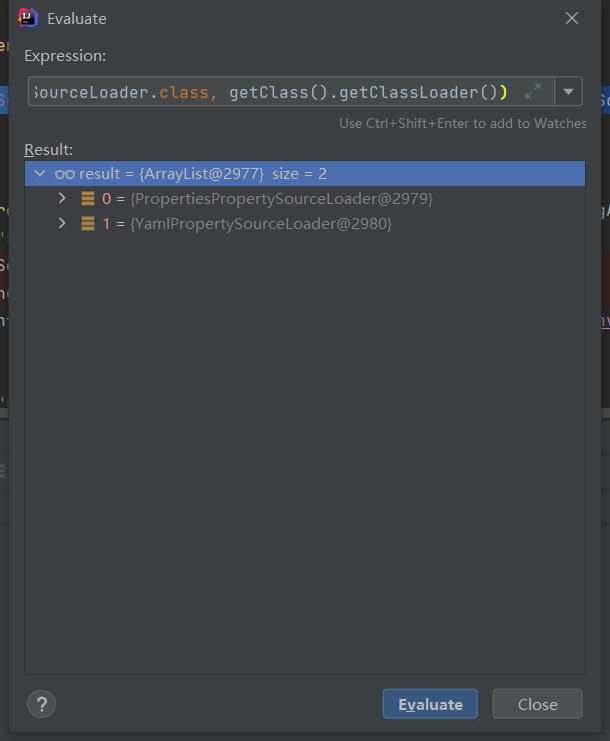 Evaluate
Expression:
SourceLoader.class, getClass().getClassLoader())
Use Ctrl+Shift+Enter to add to Watches
Result:
result = {ArrayList@2977} size = 2
0 = {PropertiesPropertySourceLoader@2979}
1 = {YamlPropertySourceLoader@2980}
?
Evaluate
Close